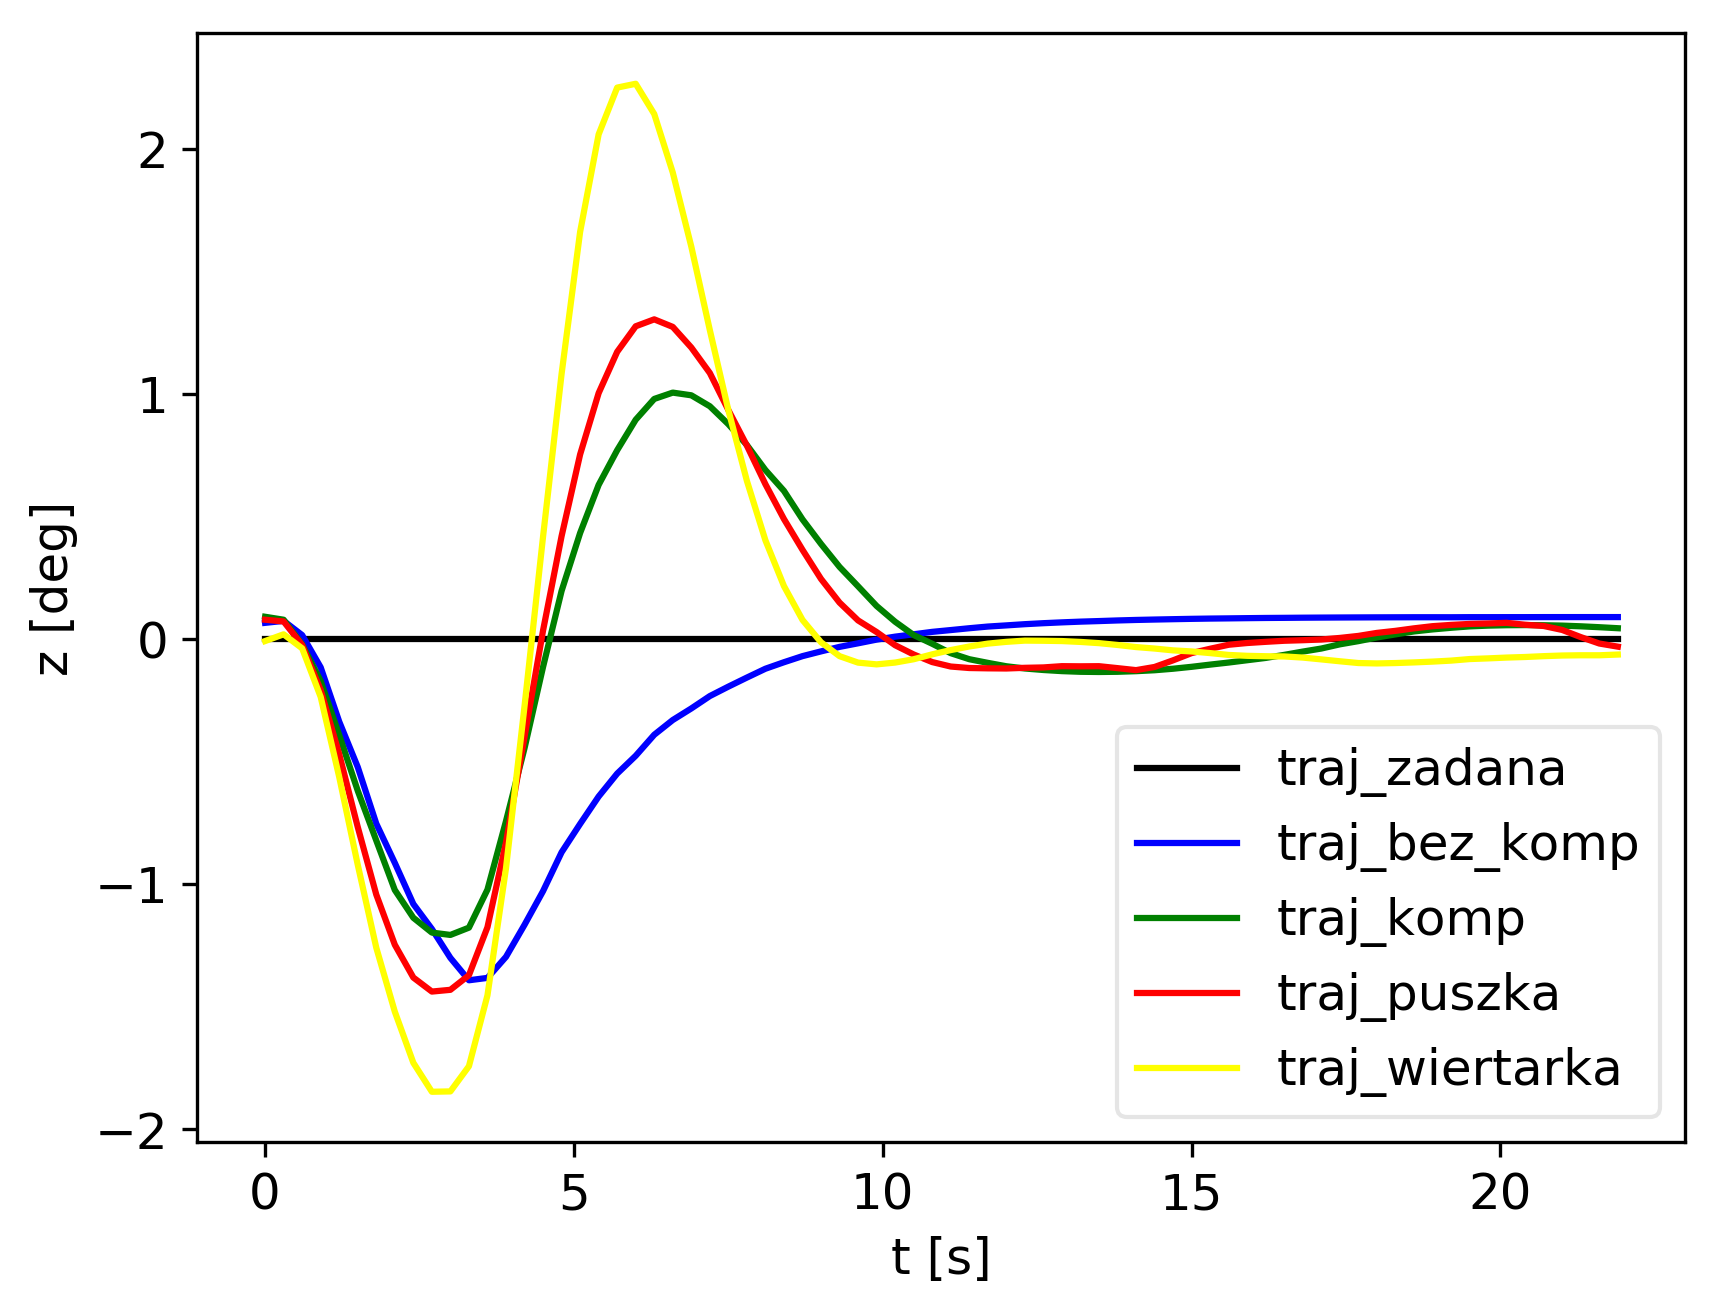 2
1
0
−1
−2
z [deg]
0 5 10 15 20
t [s]
traj_zadana
traj_bez_komp
traj_komp
traj_puszka
traj_wiertarka